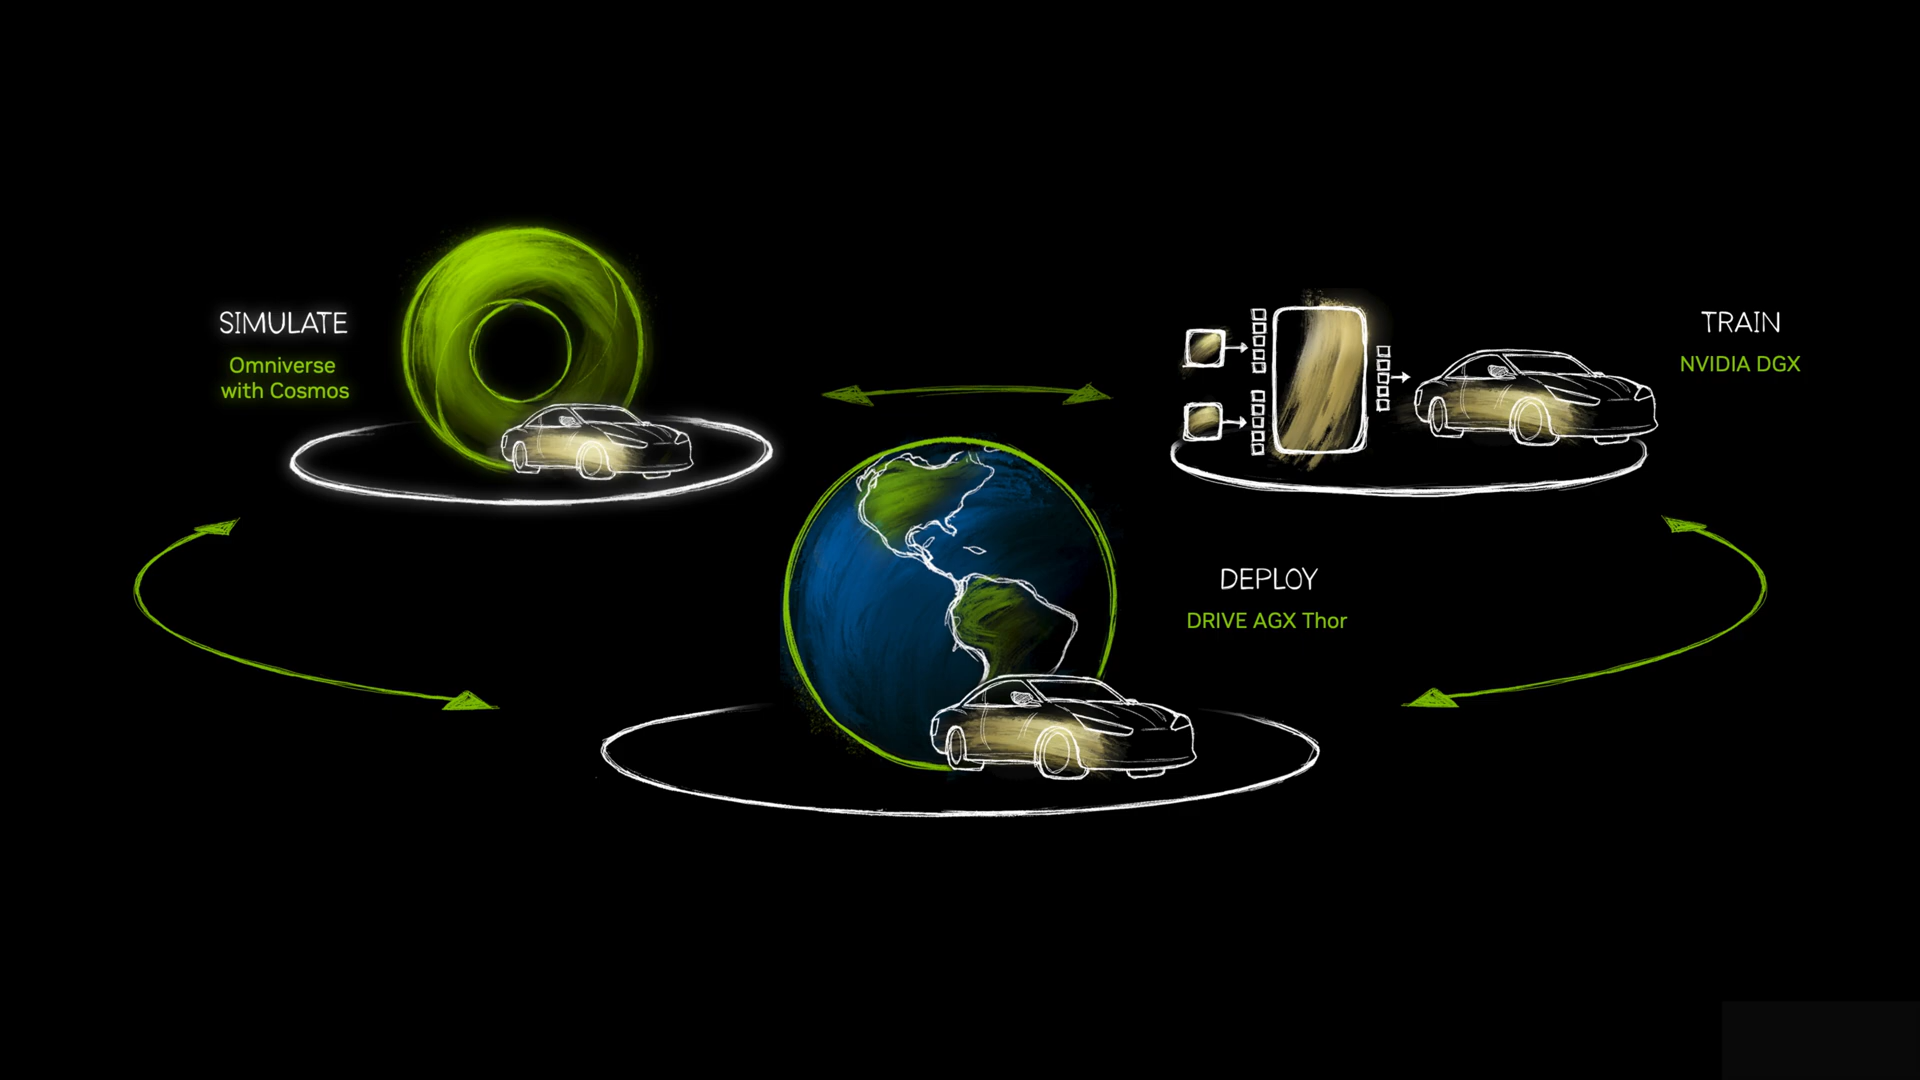 SIMULATE
Omniverse
with Cosmos
TRAIN
NVIDIA DGX
DEPLOY
DRIVE AGX Thor